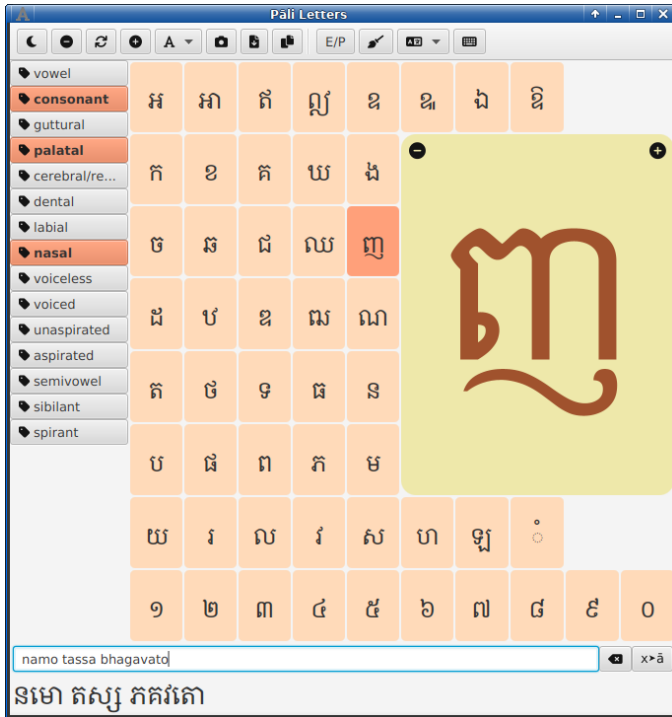 Pāli Letters
A E/P x➤ā
vowel
consonant
guttural
palatal
cerebral/re...
dental
labial
nasal
voiceless
voiced
unaspirated
aspirated
semivowel
sibilant
spirant
អ អា ឥ ឦ ឧ ឩ ឯ ឱ
ក ខ គ ឃ ង
ច ឆ ជ ឈ ញ
ដ ឋ ឌ ឍ ណ
ត ថ ទ ធ ន
ប ផ ព ភ ម
យ រ ល វ ស ហ ឡ ំ
១ ២ ៣ ៤ ៥ ៦ ៧ ៨ ៩ ០
ញ
namo tassa bhagavato
នមោ តស្ស ភគវតោ